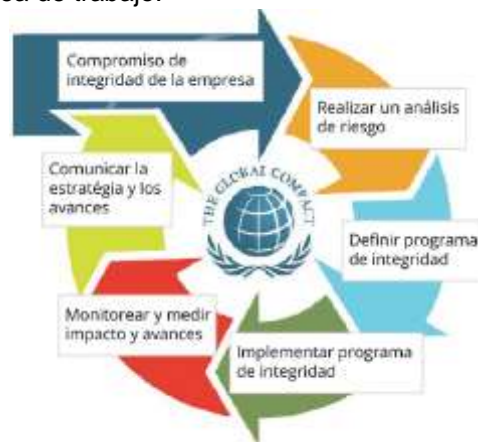 ea de trabajo.
Compromiso de
integridad de la empresa
Realizar un análisis
de riesgo
Definir programa
de integridad
Implementar programa
de integridad
Monitorear y medir
impacto y avances
Comunicar la
estratégia y los
avances
THE GLOBAL COMPACT